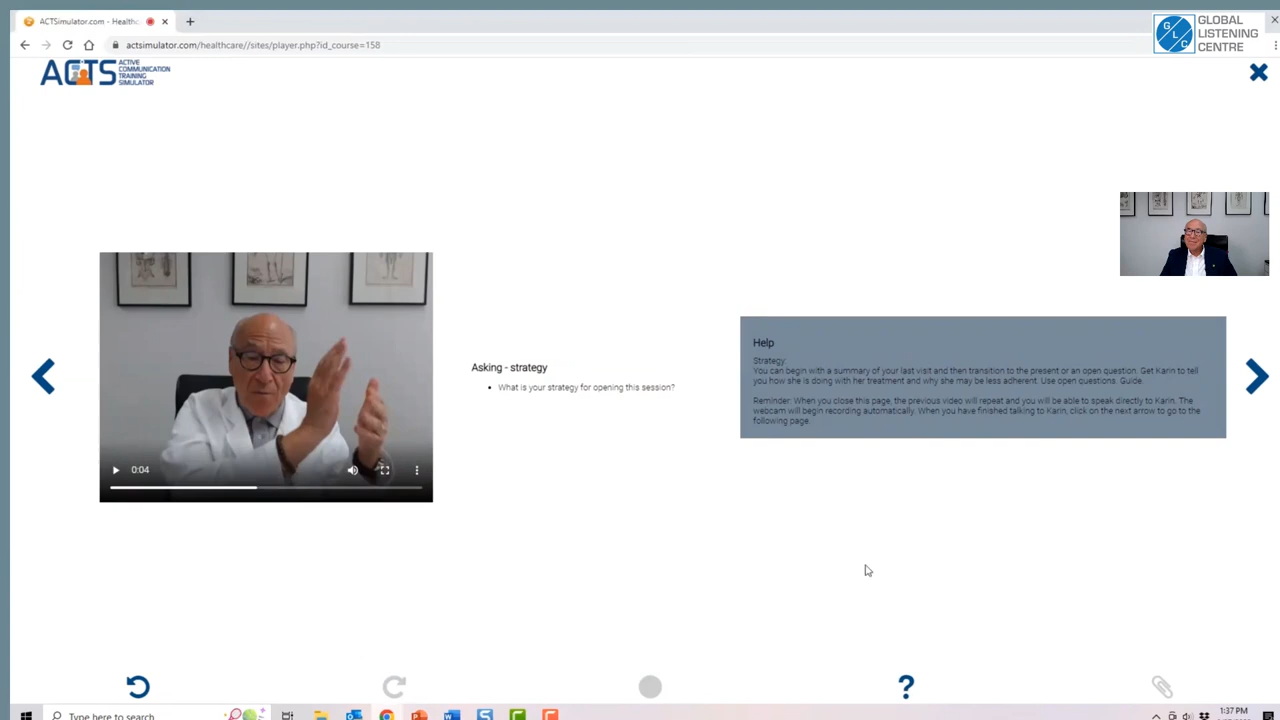 ACTSimulator.com - Healthc
GLOBAL
LISTENING
CENTRE
G
L
C
actsimulator.com/healthcare//sites/player.php?id_course=158
ACTS
ACTIVE
COMMUNICATION
TRAINING
SIMULATOR
Help
Strategy:
You can begin with a summary of your last visit and then transition to the present or an open question. Get Karin to tell
you how she is doing with her treatment and why she may be less adherent. Use open questions. Guide.
Reminder: When you close this page, the previous video will repeat and you will be able to speak directly to Karin. The
webcam will begin recording automatically. When you have finished talking to Karin, click on the next arrow to go to the
following page.
Asking - strategy
• What is your strategy for opening this session?
0:04
?
Type here to search
1:37 PM